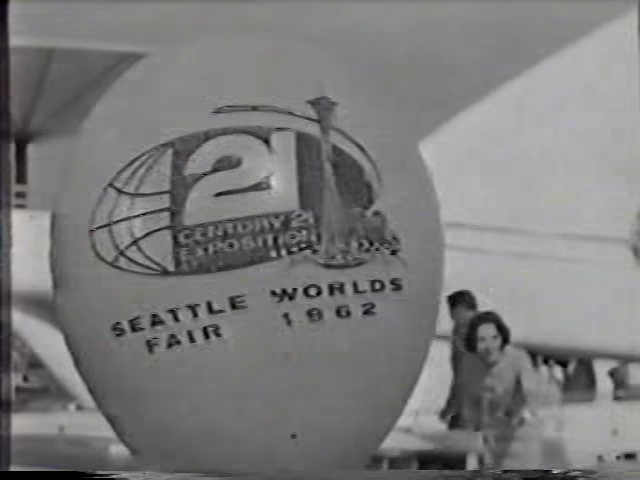 21
CENTURY 21
EXPOSITION
SEATTLE WORLDS
FAIR 1962